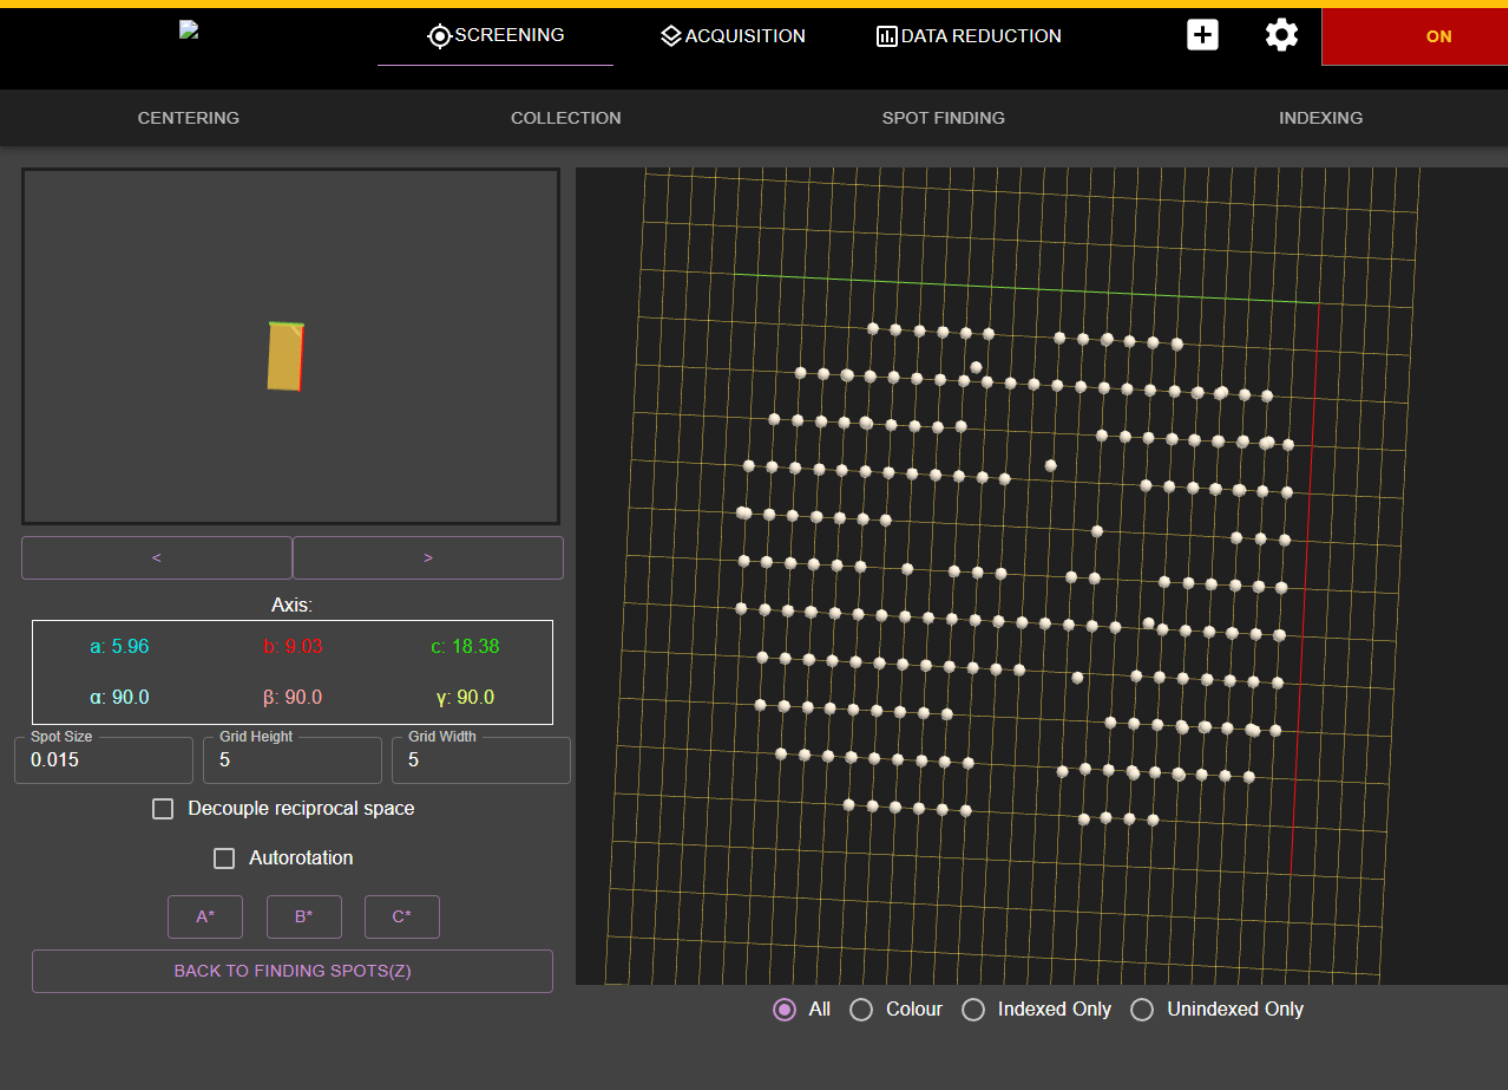 SCREENING ACQUISITION DATA REDUCTION ON
CENTERING COLLECTION SPOT FINDING INDEXING
< >
Axis:
a: 5.96 b: 9.03 c: 18.38
α: 90.0 β: 90.0 γ: 90.0
Spot Size Grid Height Grid Width
0.015 5 5
Decouple reciprocal space
Autorotation
A* B* C*
BACK TO FINDING SPOTS(Z)
All Colour Indexed Only Unindexed Only